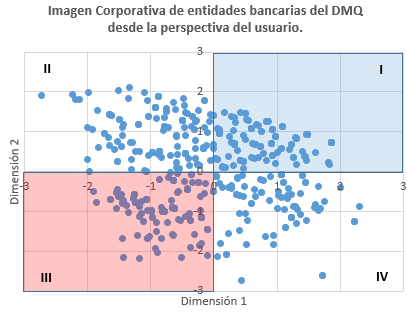 Imagen Corporativa de entidades bancarias del DMQ
desde la perspectiva del usuario.
3
II
I
2
1
0
-3
-2
-1
0
1
2
3
-1
-2
III
IV
-3
Dimensión 2
Dimensión 1